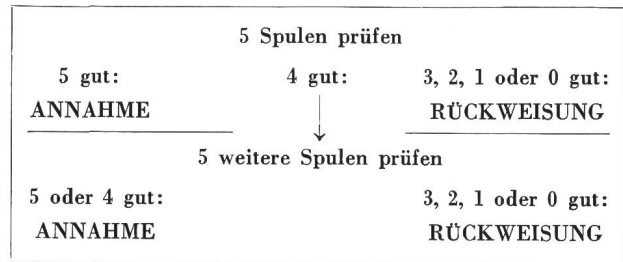 5 Spulen prüfen
5 gut: 4 gut: 3, 2, 1 oder 0 gut:
ANNAHME RÜCKWEISUNG
5 weitere Spulen prüfen
5 oder 4 gut: 3, 2, 1 oder 0 gut:
ANNAHME RÜCKWEISUNG